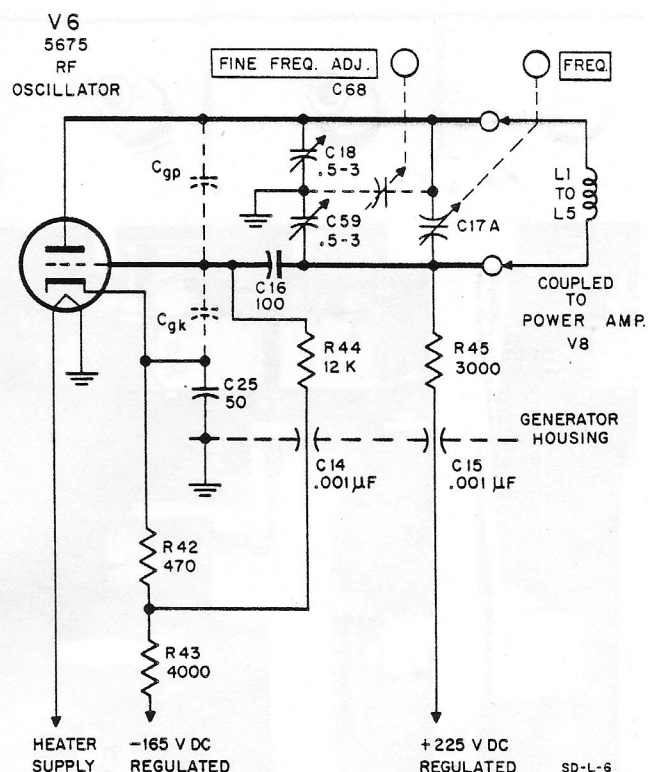 V6
5675
RF
OSCILLATOR
FINE FREQ. ADJ.
C68
FREQ.
Cgp
C18
.5-3
C59
.5-3
C17A
L1
TO
L5
C16
100
COUPLED
TO
POWER AMP.
V8
Cgk
R44
12 K
R45
3000
C25
50
GENERATOR
HOUSING
C14
.001µF
C15
.001µF
R42
470
R43
4000
HEATER
SUPPLY
-165 V DC
REGULATED
+225 V DC
REGULATED
SD-L-6